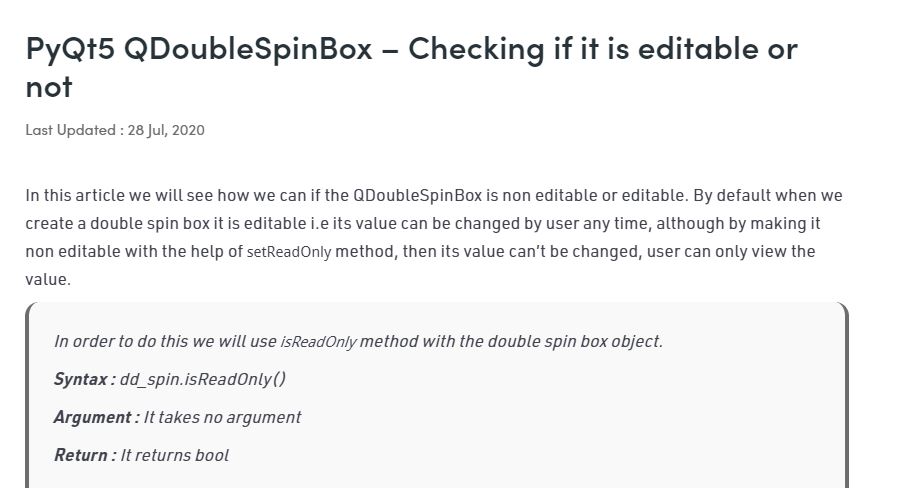 PyQt5 QDoubleSpinBox – Checking if it is editable or
not
Last Updated : 28 Jul, 2020
In this article we will see how we can if the QDoubleSpinBox is non editable or editable. By default when we
create a double spin box it is editable i.e its value can be changed by user any time, although by making it
non editable with the help of setReadOnly method, then its value can’t be changed, user can only view the
value.
In order to do this we will use isReadOnly method with the double spin box object.
Syntax : dd_spin.isReadOnly()
Argument : It takes no argument
Return : It returns bool